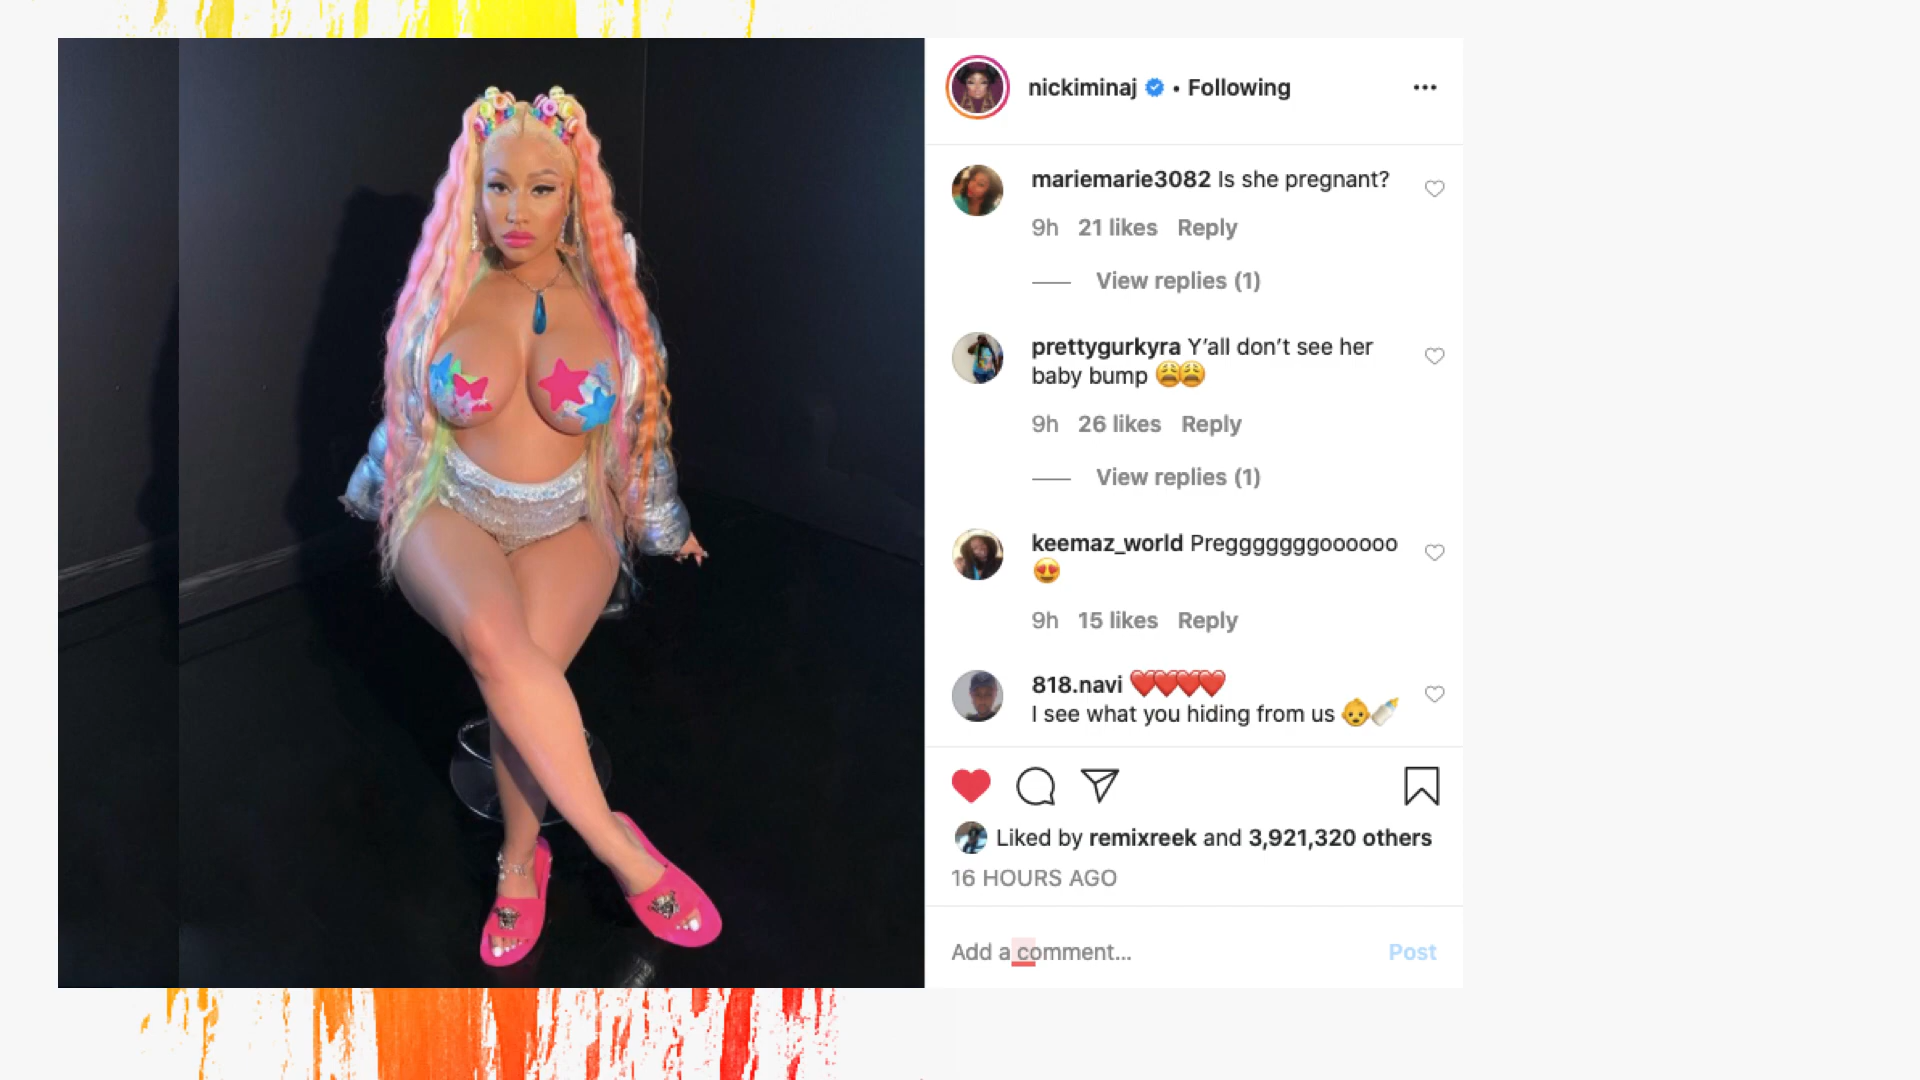 nickiminaj • Following
mariemarie3082 Is she pregnant?
9h 21 likes Reply
View replies (1)
prettygurkyra Y'all don't see her
baby bump 😩😩
9h 26 likes Reply
View replies (1)
keemaz_world Pregggggggoooooo
😍
9h 15 likes Reply
818.navi ❤️❤️❤️❤️
I see what you hiding from us 👶🍼
Liked by remixreek and 3,921,320 others
16 HOURS AGO
Add a comment...
Post